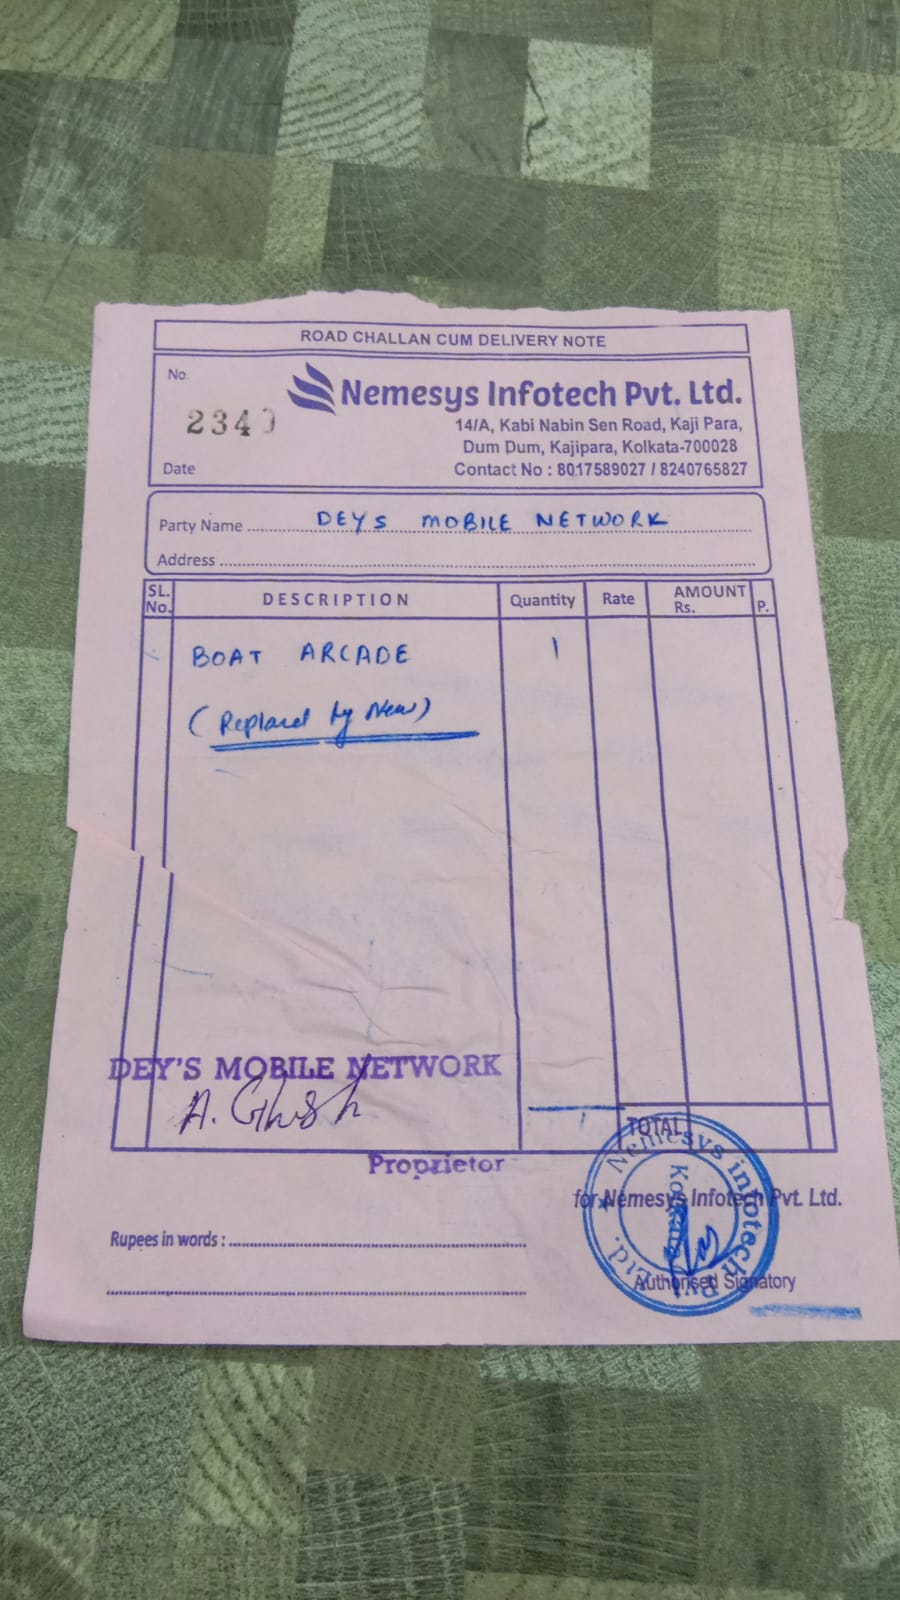 ROAD CHALLAN CUM DELIVERY NOTE
No.
234
Nemesys Infotech Pvt. Ltd.
14/A, Kabi Nabin Sen Road, Kaji Para,
Dum Dum, Kajipara, Kolkata-700028
Date
Contact No : 8017589027 / 8240765827
Party Name DEYS MOBILE NETWORK
Address
SL. No. DESCRIPTION Quantity Rate AMOUNT Rs. P.
BOAT ARCADE 1
(Replaced by New)
DEY'S MOBILE NETWORK
A. Ghosh
Proprietor
1
TOTAL
for Nemesys Infotech Pvt. Ltd.
Nemesys infotech Pvt. Ltd.
Kolkata
Rupees in words :
Authorised Signatory